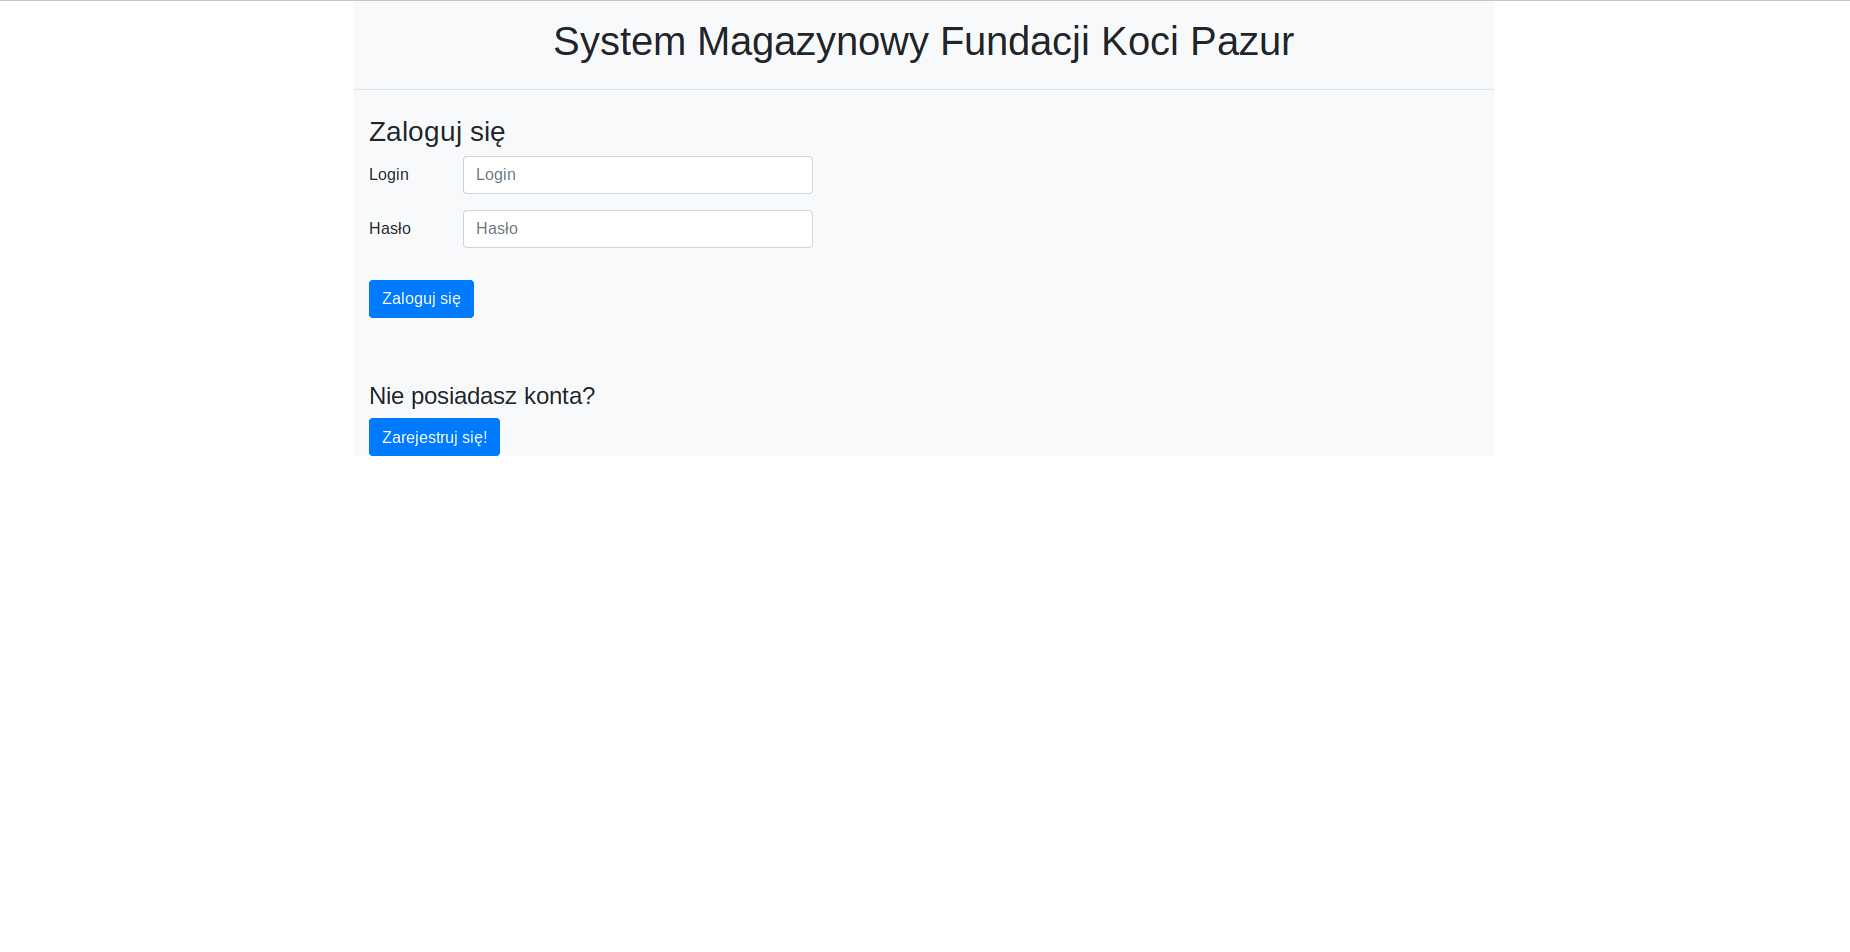 System Magazynowy Fundacji Koci Pazur
Zaloguj się
Login Login
Hasło Hasło
Zaloguj się
Nie posiadasz konta?
Zarejestruj się!